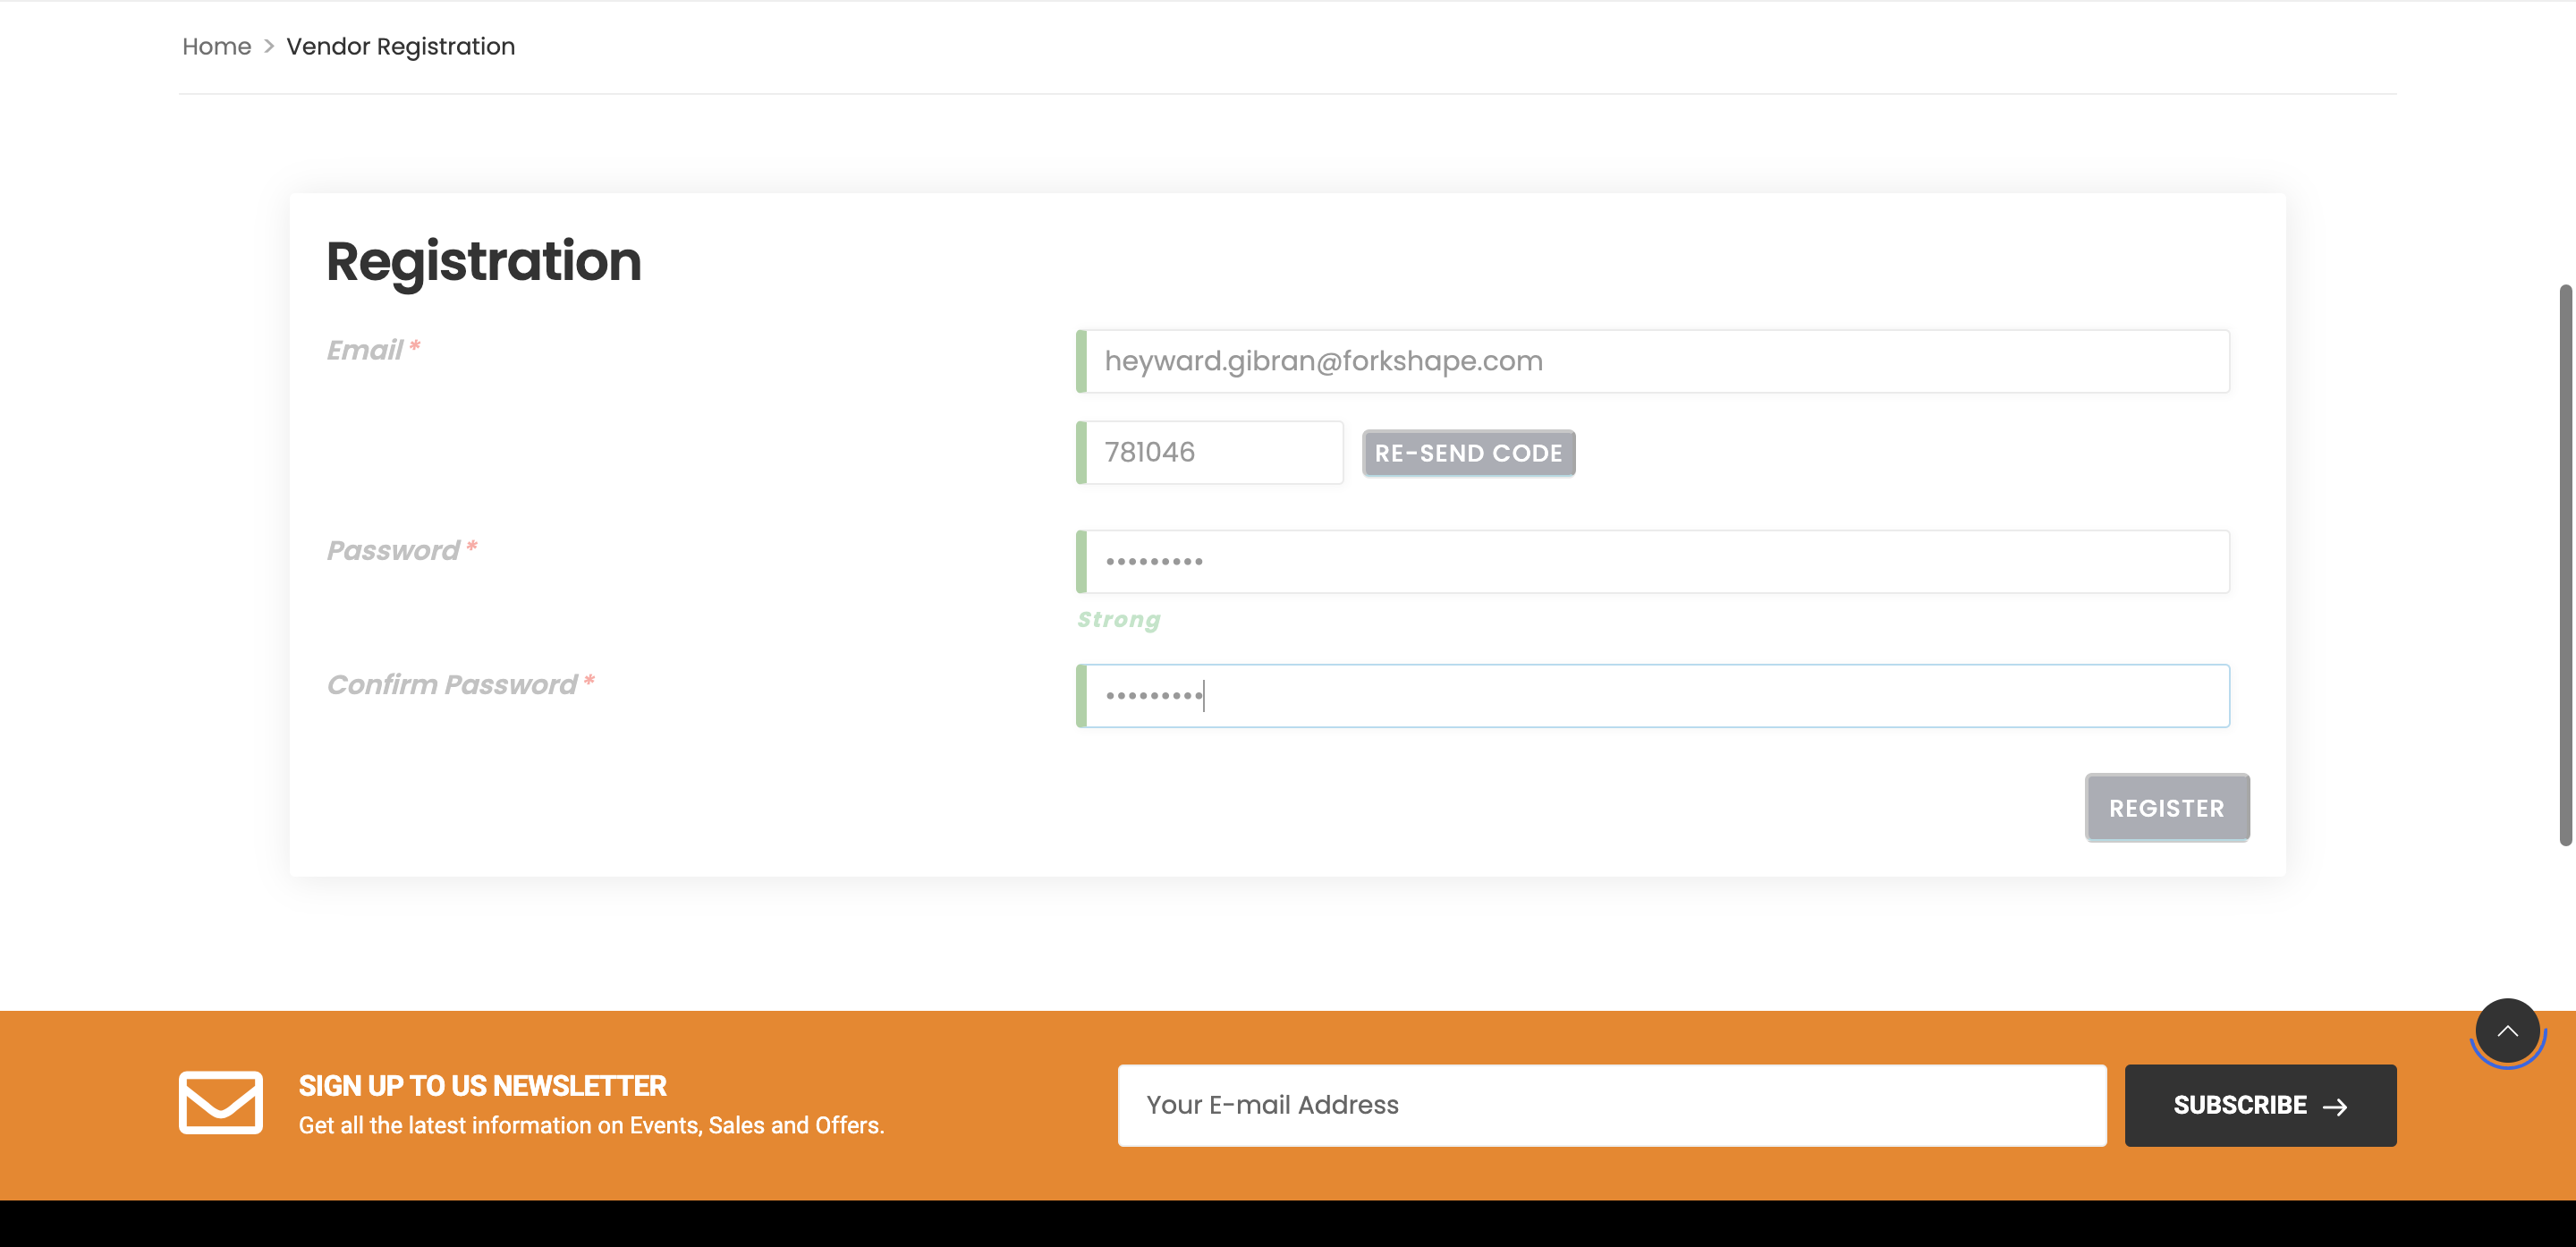 Home > Vendor Registration
Registration
Email *
heyward.gibran@forkshape.com
781046
RE-SEND CODE
Password *
•••••••••
Strong
Confirm Password *
•••••••••
REGISTER
SIGN UP TO US NEWSLETTER
Get all the latest information on Events, Sales and Offers.
Your E-mail Address
SUBSCRIBE →